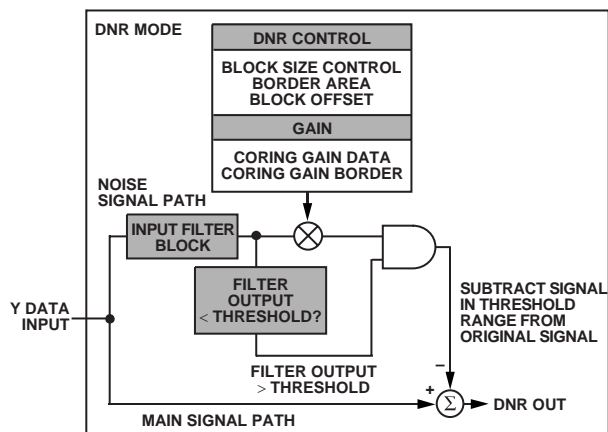 DNR MODE
DNR CONTROL
BLOCK SIZE CONTROL
BORDER AREA
BLOCK OFFSET
GAIN
CORING GAIN DATA
CORING GAIN BORDER
NOISE
SIGNAL PATH
INPUT FILTER
BLOCK
FILTER
OUTPUT
< THRESHOLD?
Y DATA
INPUT
FILTER OUTPUT
> THRESHOLD
SUBTRACT SIGNAL
IN THRESHOLD
RANGE FROM
ORIGINAL SIGNAL
–
+
Σ
DNR OUT
MAIN SIGNAL PATH